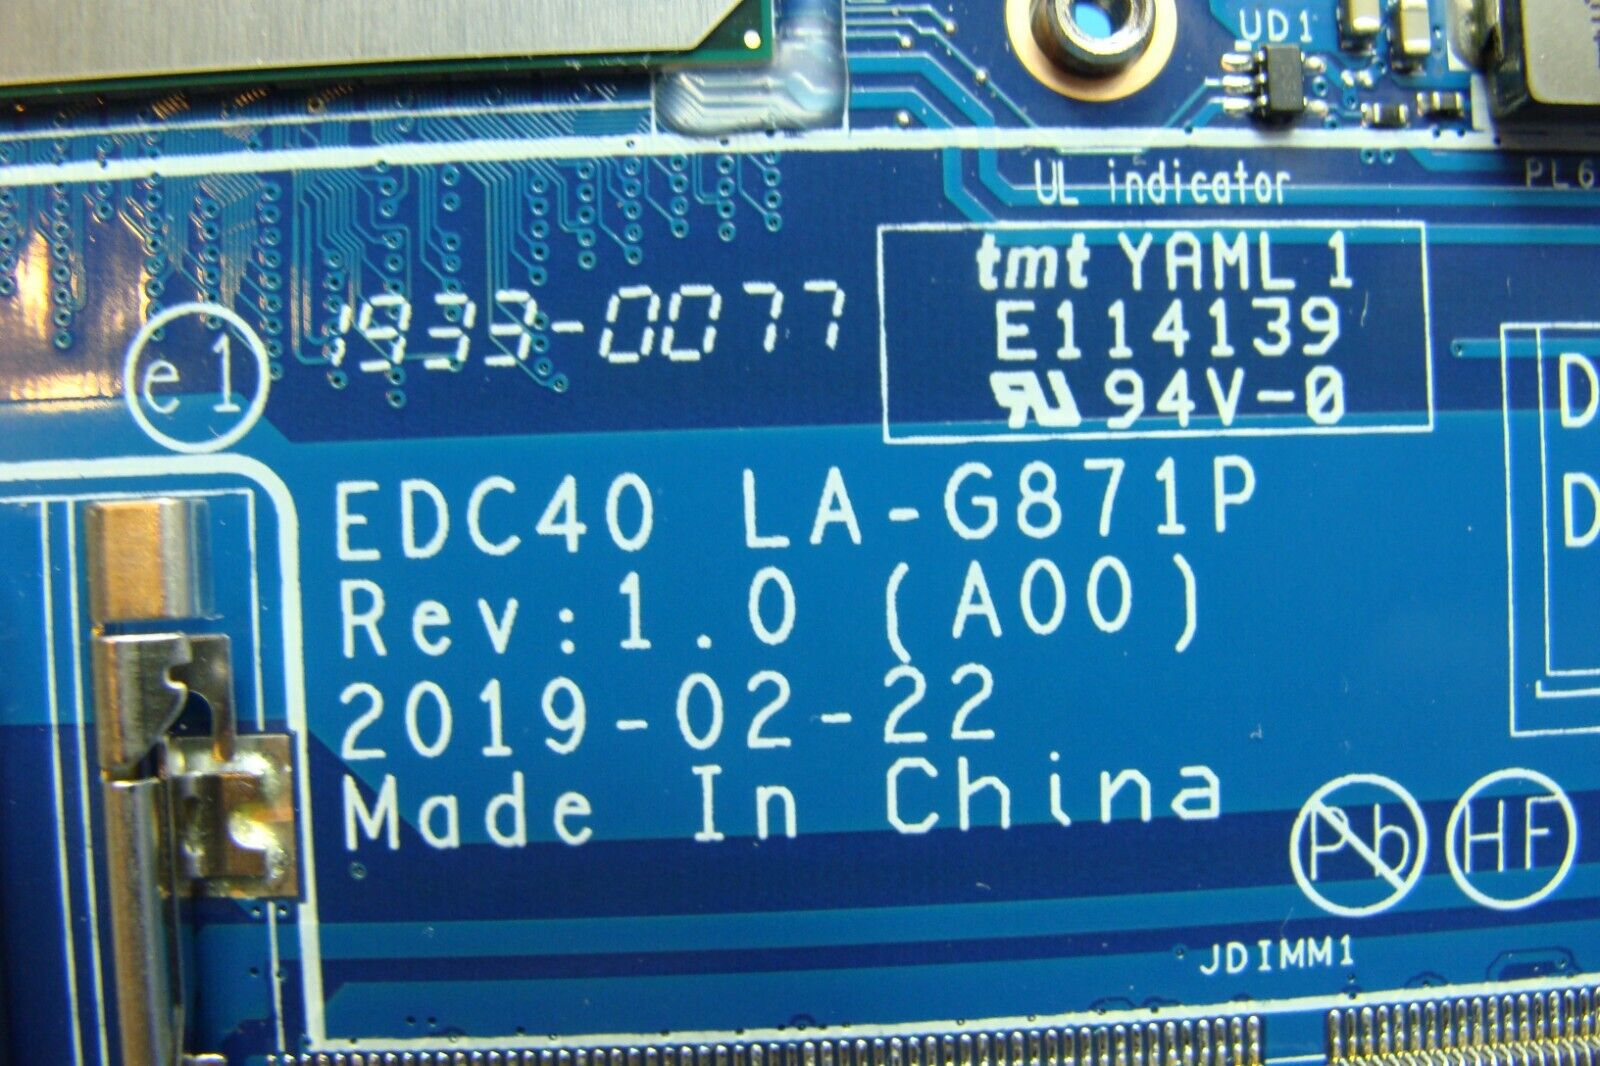 UD1
PL6
UL indicator
tmt YAML 1
E114139
94V-0
1933-0077
e1
EDC40 LA-G871P
Rev:1.0 (A00)
2019-02-22
Made In China
D
D
Pb
HF
JDIMM1